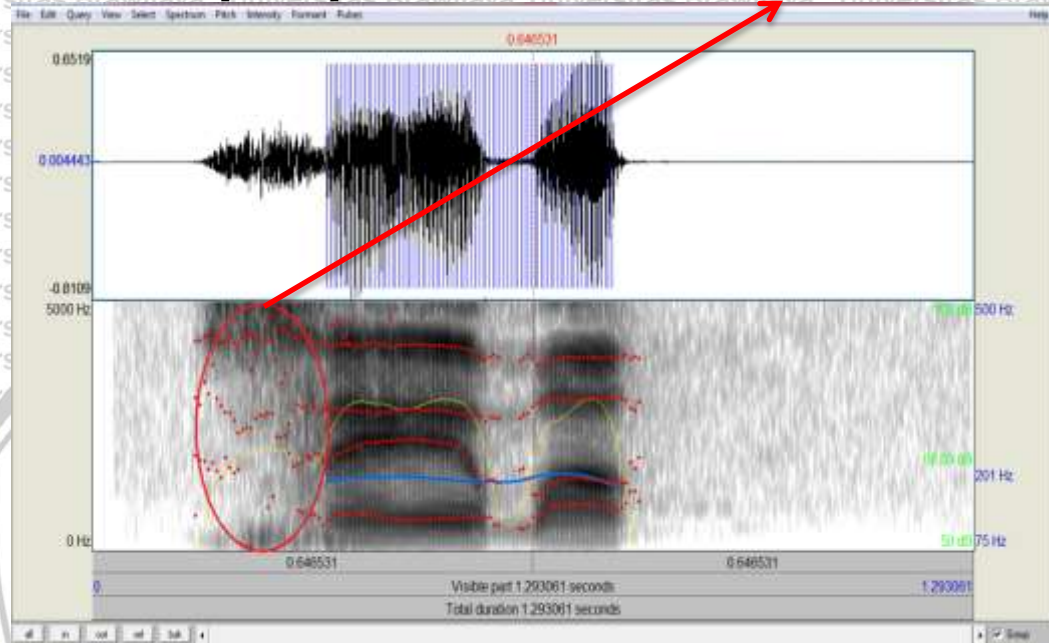 File Edit Query View Select Spectrum Pitch Intensity Formant Pulses Help
0.646531
0.6519
0.004443
-0.8109
5000 Hz 500 Hz
201 Hz
0 Hz 75 Hz
0.646531 0.646531
0 Visible part 1.293061 seconds 1.293061
Total duration 1.293061 seconds
all in out sel bak Group